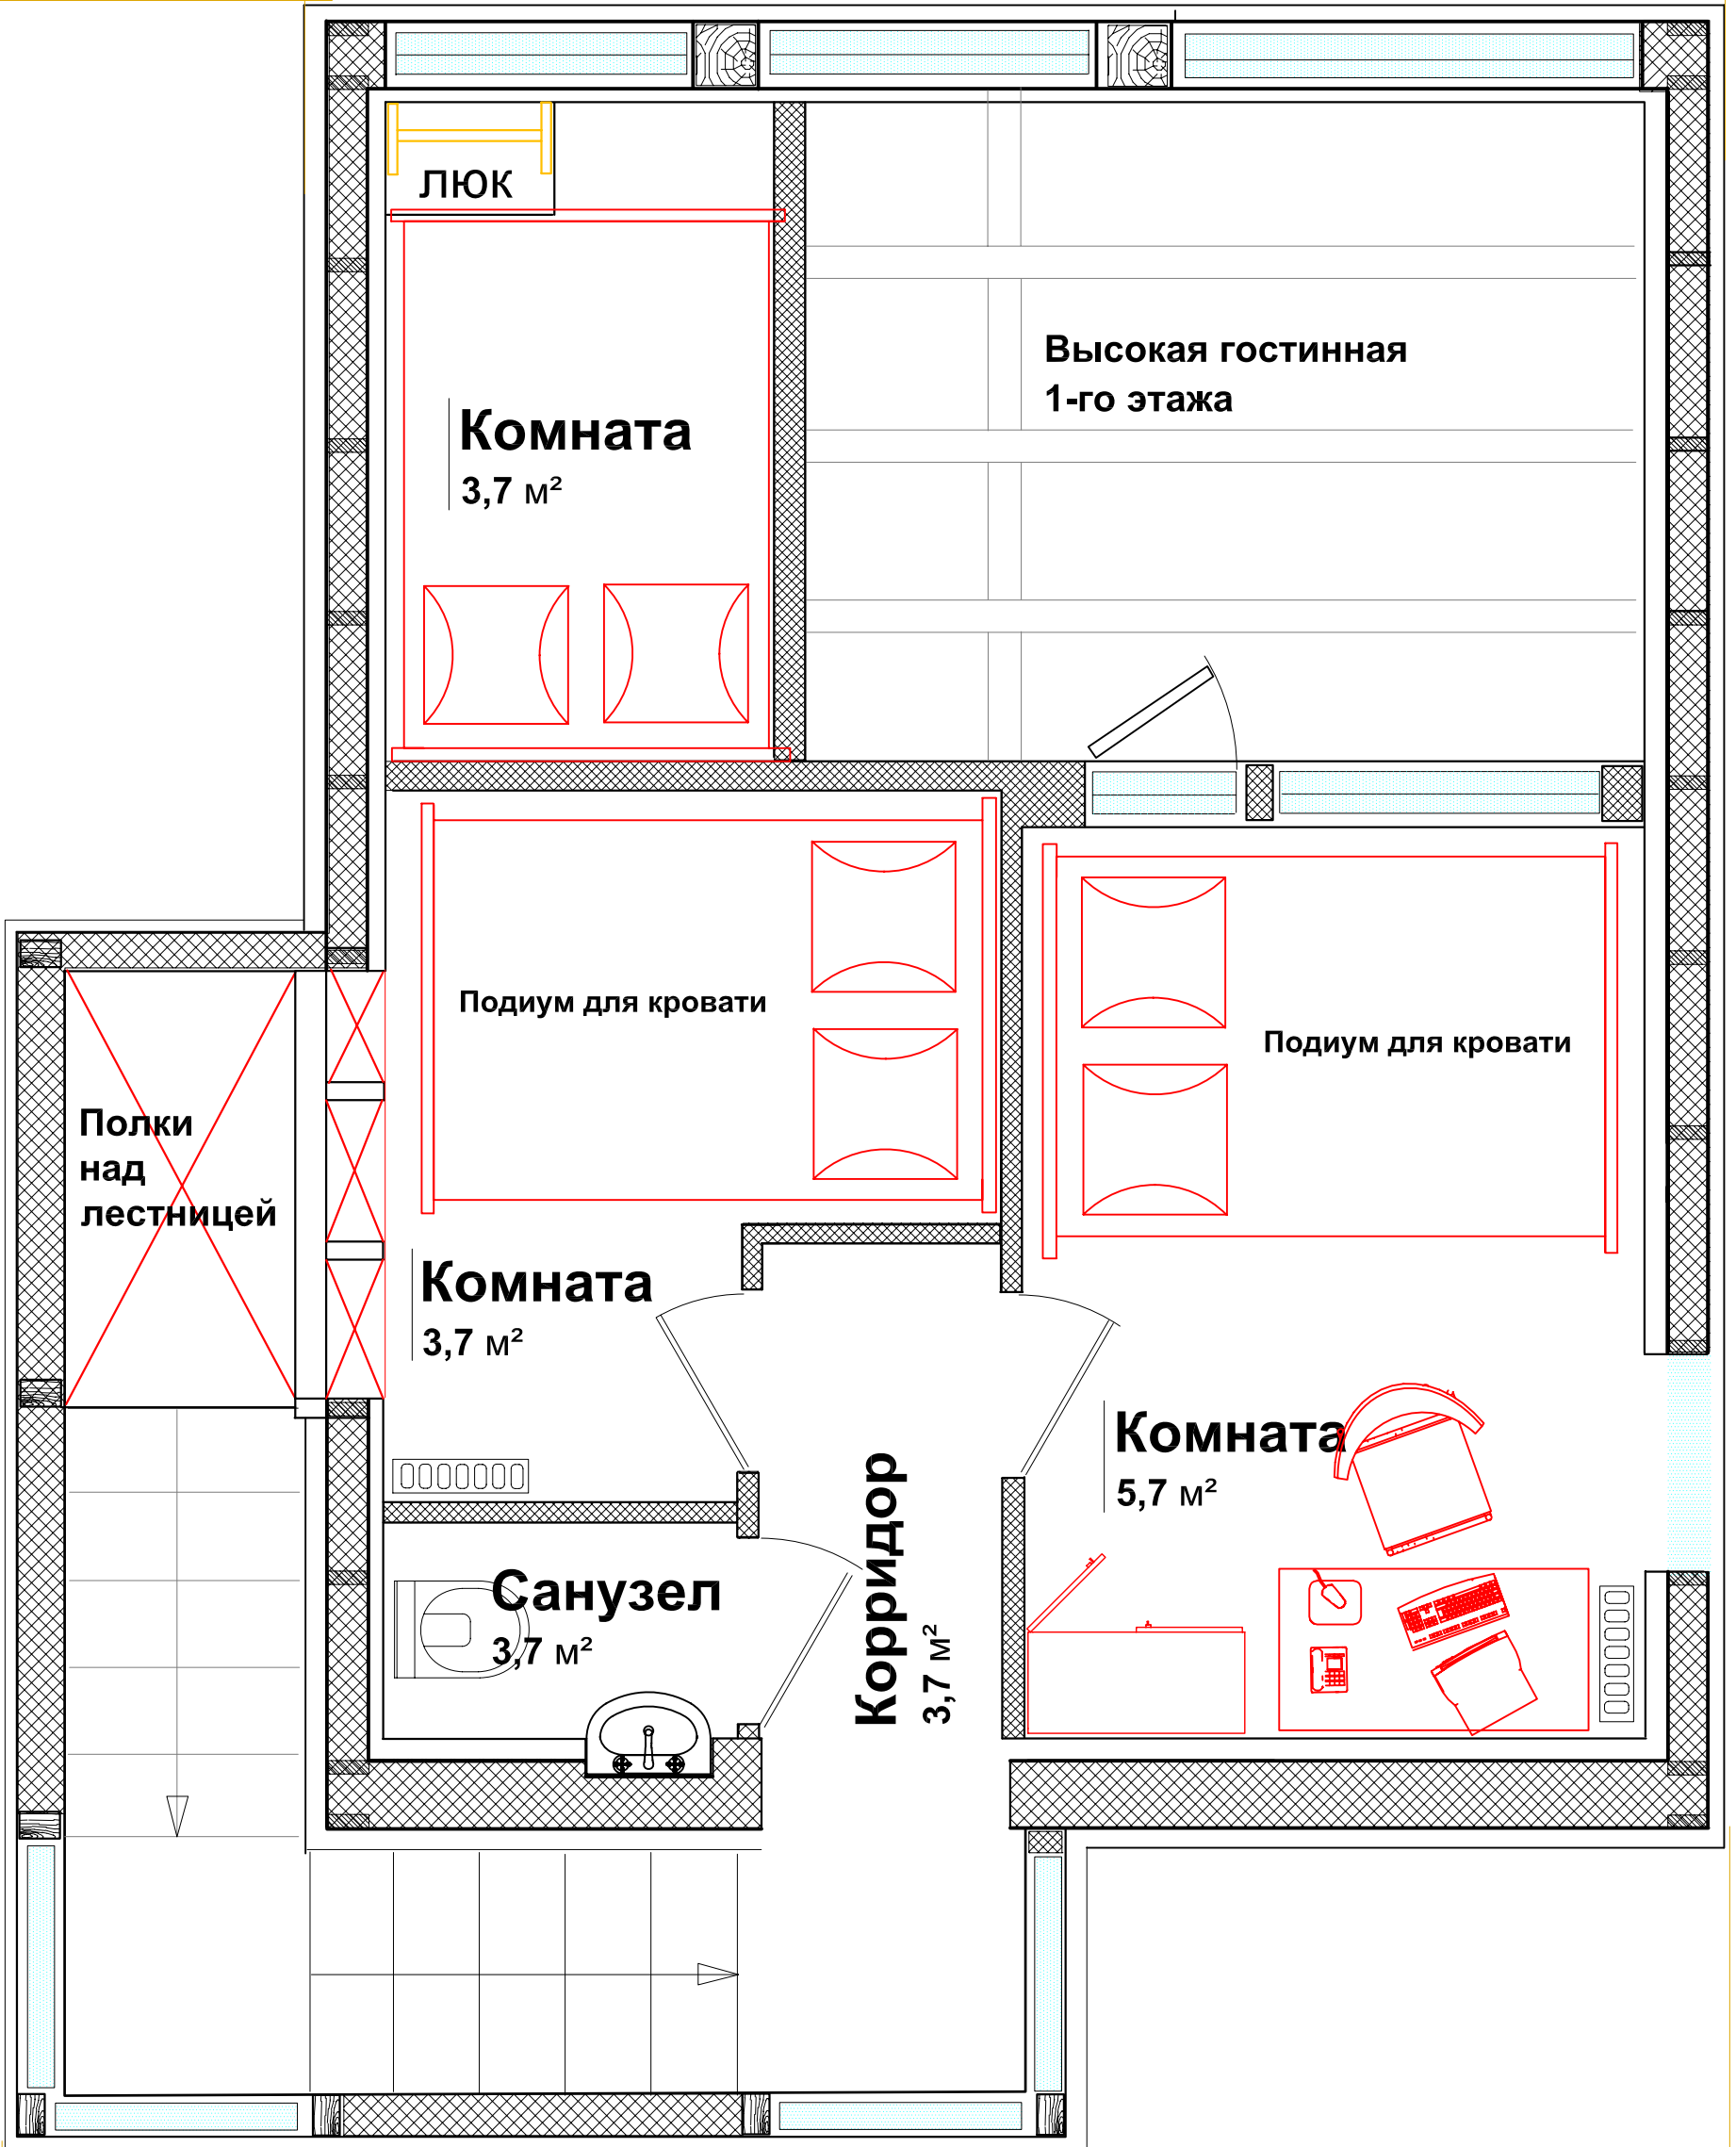 ЛЮК
Высокая гостинная
1-го этажа
Комната
3,7 м²
Подиум для кровати
Подиум для кровати
Полки
над
лестницей
Комната
3,7 м²
Комната
5,7 м²
Санузел
3,7 м²
Корридор
3,7 м²